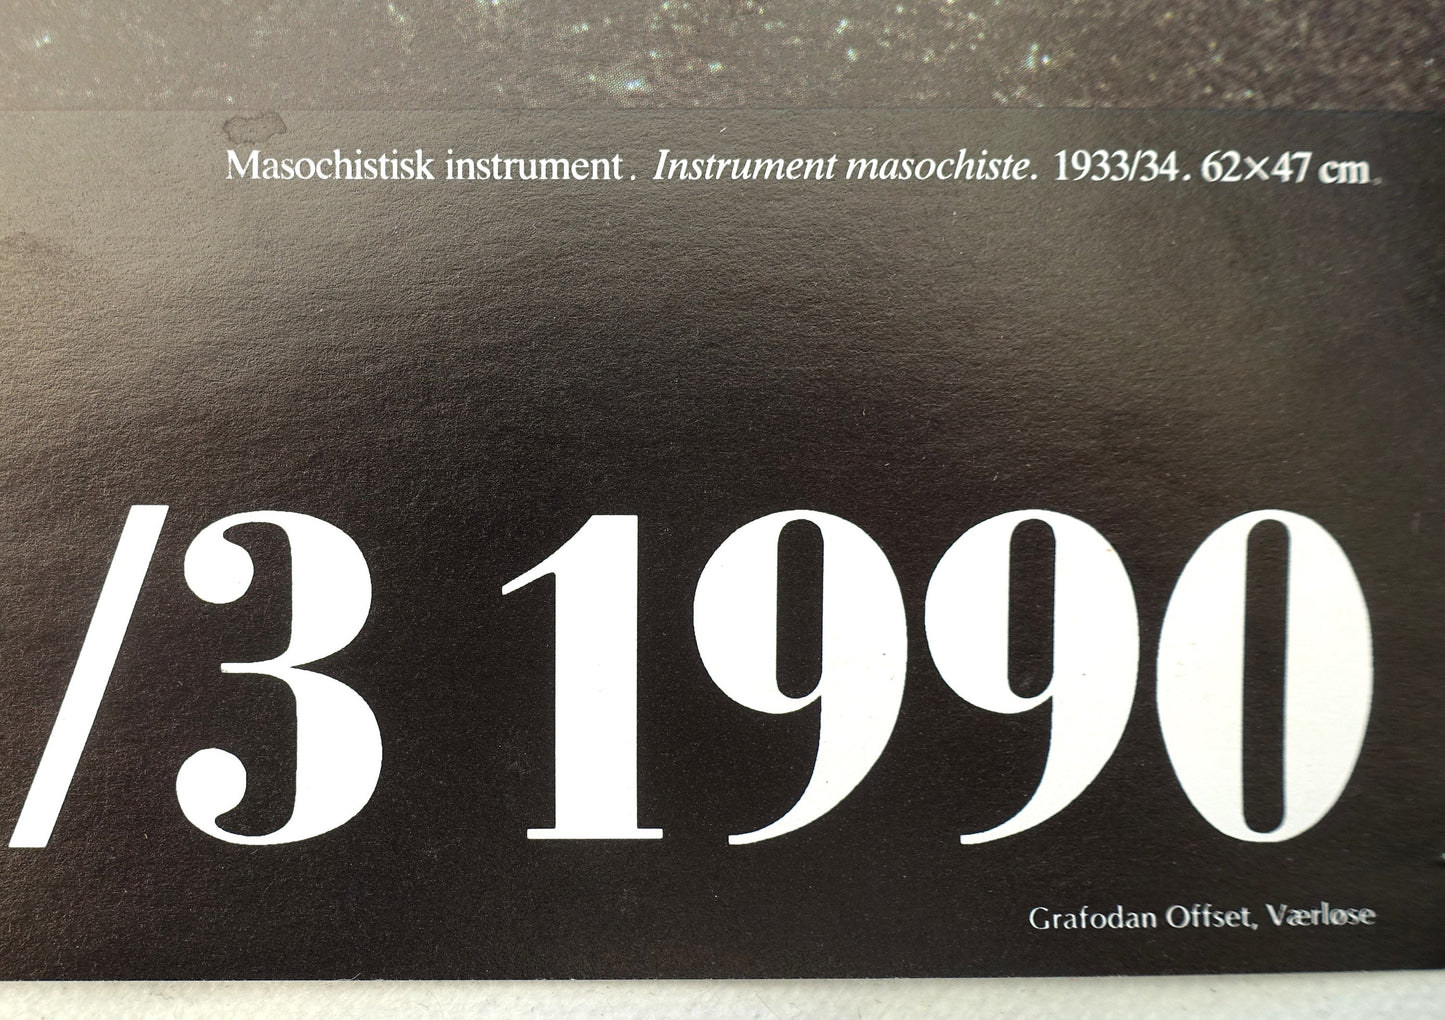 Masochistisk instrument. Instrument masochiste. 1933/34. 62×47 cm.
/3 1990
Grafodan Offset, Værløse